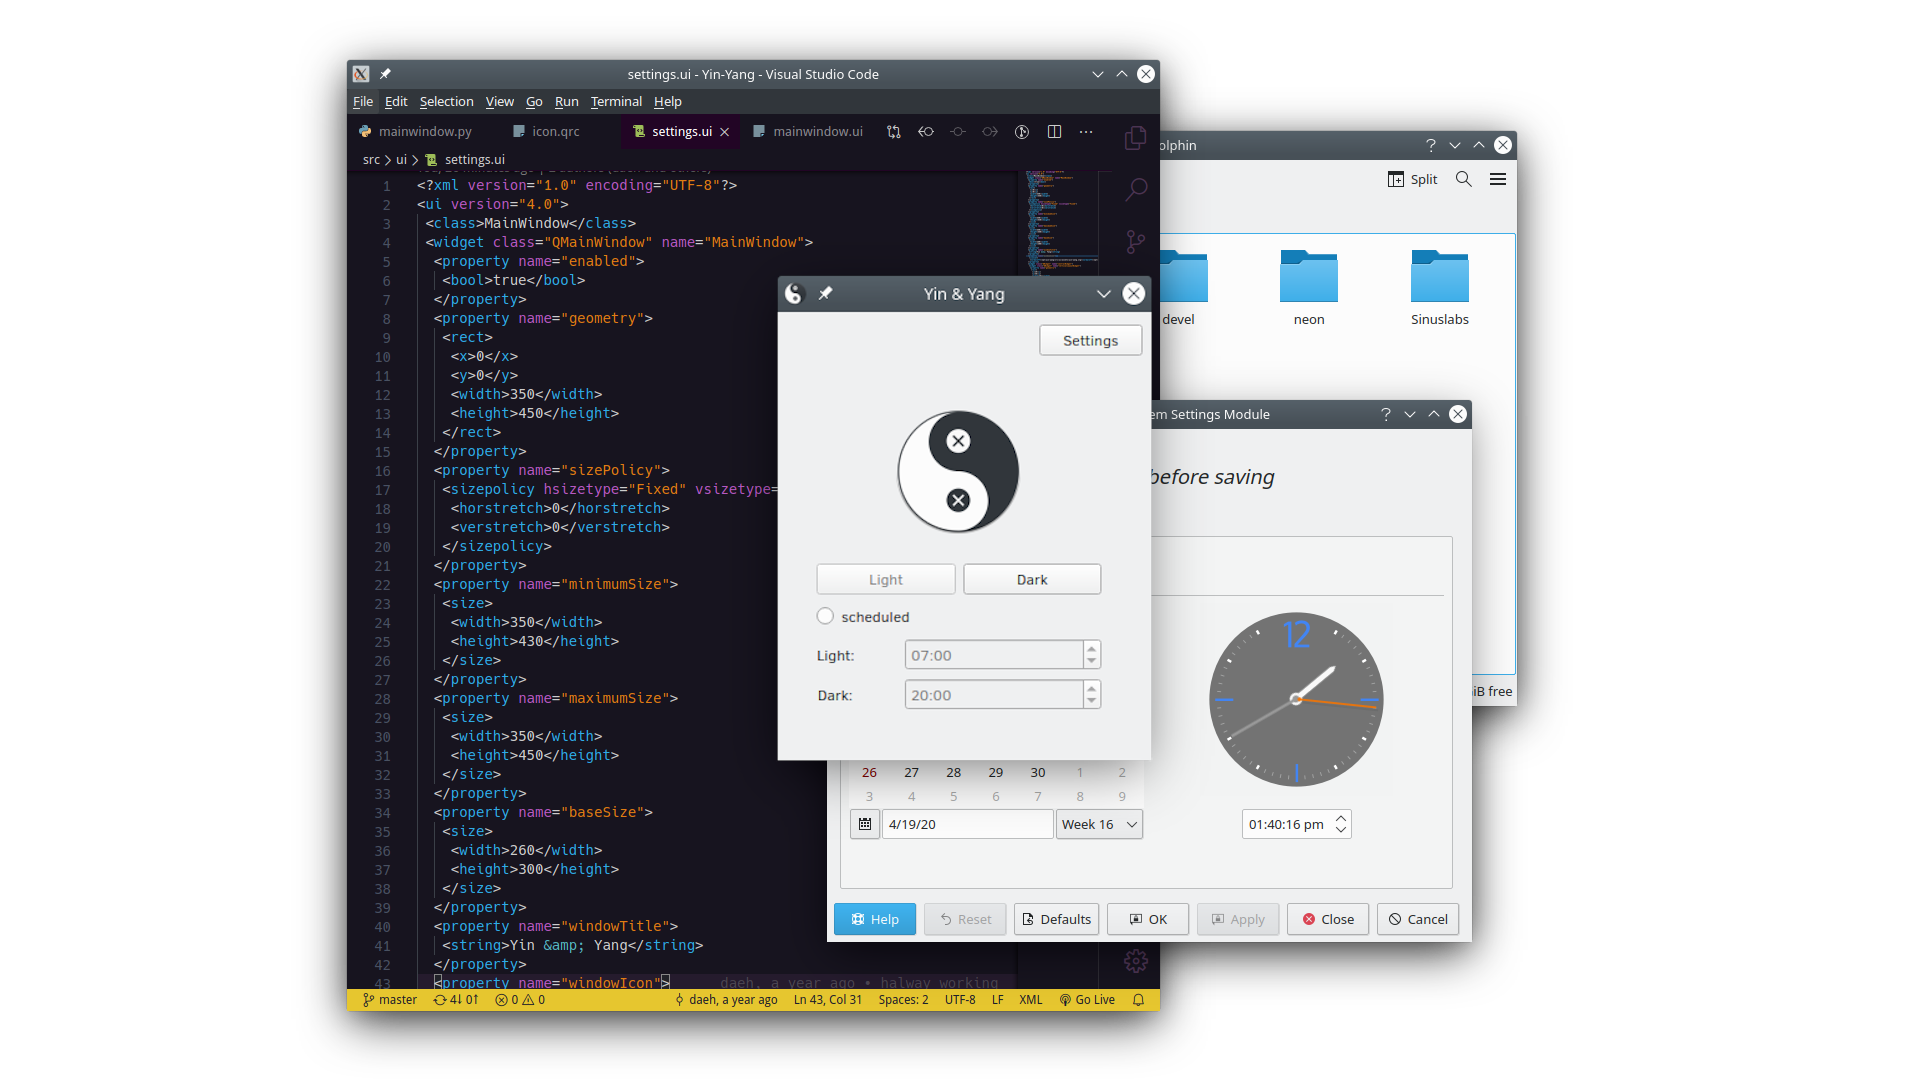 settings.ui - Yin-Yang - Visual Studio Code
File Edit Selection View Go Run Terminal Help
mainwindow.py icon.qrc settings.ui mainwindow.ui
src > ui > settings.ui
1 <?xml version="1.0" encoding="UTF-8"?>
2 <ui version="4.0">
3 <class>MainWindow</class>
4 <widget class="QMainWindow" name="MainWindow">
5 <property name="enabled">
6 <bool>true</bool>
7 </property>
8 <property name="geometry">
9 <rect>
10 <x>0</x>
11 <y>0</y>
12 <width>350</width>
13 <height>450</height>
14 </rect>
15 </property>
16 <property name="sizePolicy">
17 <sizepolicy hsizetype="Fixed" vsizetype=
18 <horstretch>0</horstretch>
19 <verstretch>0</verstretch>
20 </sizepolicy>
21 </property>
22 <property name="minimumSize">
23 <size>
24 <width>350</width>
25 <height>430</height>
26 </size>
27 </property>
28 <property name="maximumSize">
29 <size>
30 <width>350</width>
31 <height>450</height>
32 </size>
33 </property>
34 <property name="baseSize">
35 <size>
36 <width>260</width>
37 <height>300</height>
38 </size>
39 </property>
40 <property name="windowTitle">
41 <string>Yin &amp; Yang</string>
42 </property>
43 <property name="windowIcon"> daeh, a year ago • halway working
master 4↓ 0↑ 0 0 daeh, a year ago Ln 43, Col 31 Spaces: 2 UTF-8 LF XML Go Live
Yin & Yang
Settings
Light Dark
scheduled
Light: 07:00
Dark: 20:00
olphin
Split
devel neon Sinuslabs
iB free
em Settings Module
before saving
12
26 27 28 29 30 1 2
3 4 5 6 7 8 9
4/19/20 Week 16 01:40:16 pm
Help Reset Defaults OK Apply Close Cancel